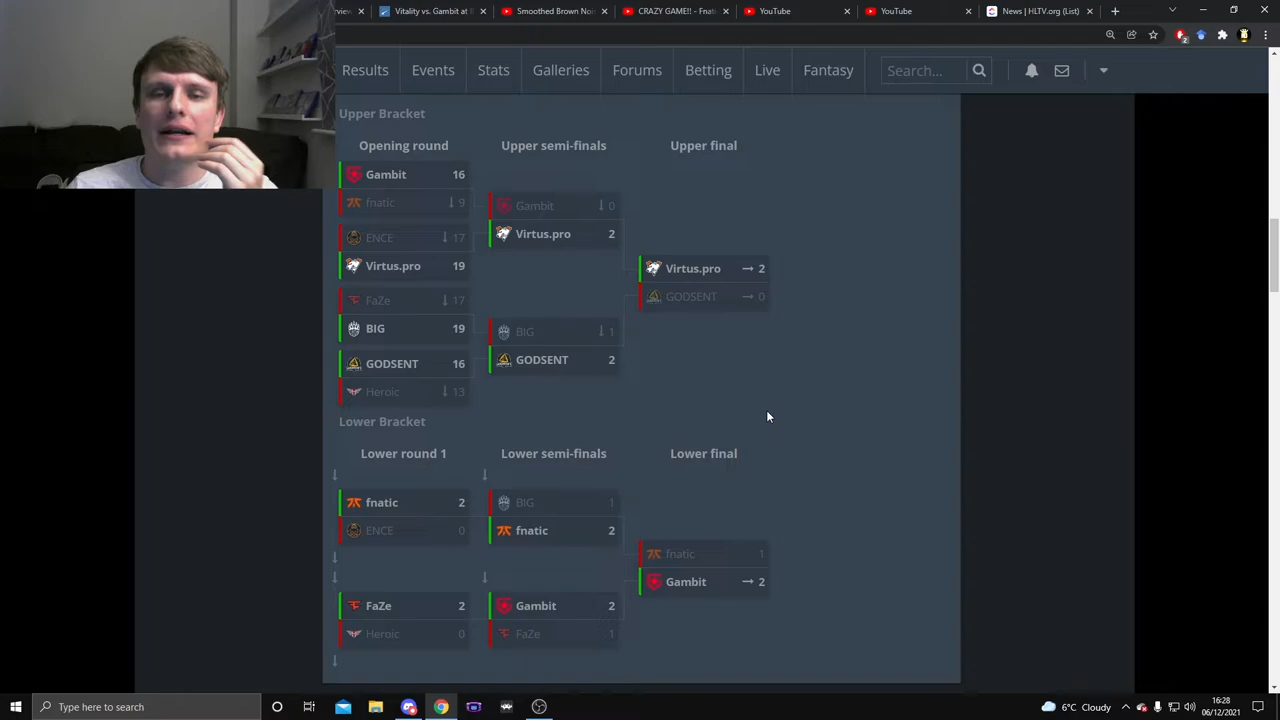 Vitality vs. Gambit at B
Smoothed Brown Noi
CRAZY GAME!! - Fnati
YouTube
YouTube
News | HLTV.org (List)
2
Results
Events
Stats
Galleries
Forums
Betting
Live
Fantasy
Search...
Upper Bracket
Opening round
Upper semi-finals
Upper final
Gambit 16
fnatic 9
ENCE 17
Virtus.pro 19
FaZe 17
BIG 19
GODSENT 16
Heroic 13
Gambit 0
Virtus.pro 2
BIG 1
GODSENT 2
Virtus.pro 2
GODSENT 0
Lower Bracket
Lower round 1
Lower semi-finals
Lower final
fnatic 2
ENCE 0
FaZe 2
Heroic 0
BIG 1
fnatic 2
Gambit 2
FaZe 1
fnatic 1
Gambit 2
Type here to search
6°C Cloudy
16:28
06/12/2021